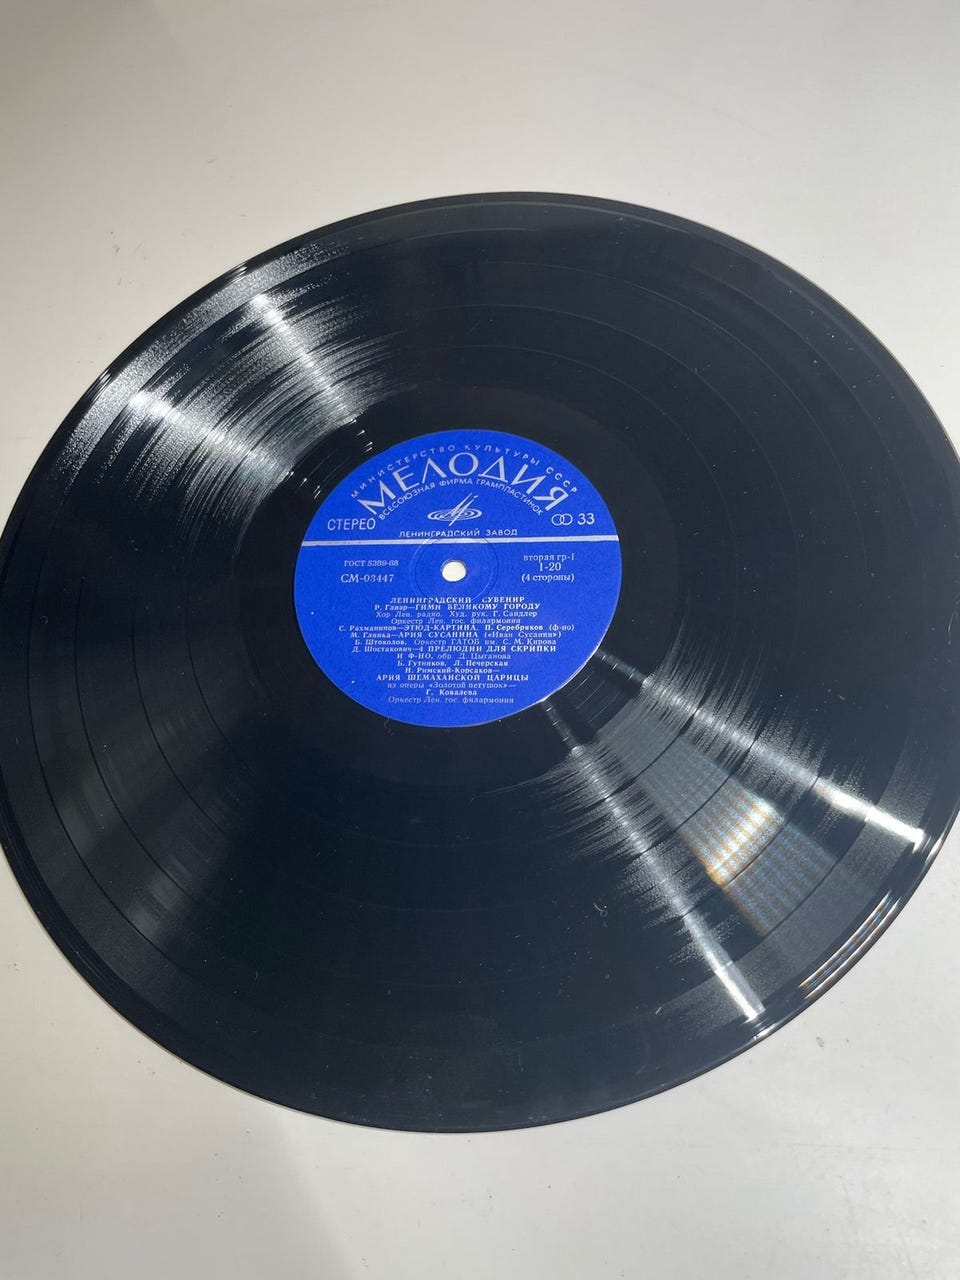 МИНИСТЕРСТВО КУЛЬТУРЫ СССР
МЕЛОДИЯ
ВСЕСОЮЗНАЯ ФИРМА ГРАМПЛАСТИНОК
СТЕРЕО
33
ЛЕНИНГРАДСКИЙ ЗАВОД
ГОСТ 5289-68
вторая гр-1
СМ-03447
1-20
(4 стороны)
ЛЕНИНГРАДСКИЙ СУВЕНИР
Р. Глиэр—ГИМН ВЕЛИКОМУ ГОРОДУ
Хор Лен. радио. Худ. рук. Г. Сандлер
Оркестр Лен. гос. филармонии
С. Рахманинов—ЭТЮД-КАРТИНА. П. Серебряков (ф-но)
М. Глинка—АРИЯ СУСАНИНА («Иван Сусанин»)
Б. Штоколов. Оркестр ГАТОБ им. С. М. Кирова
Д. Шостакович—4 ПРЕЛЮДИИ ДЛЯ СКРИПКИ
И Ф-НО, обр. Д. Цыганова
Б. Гутников, Л. Печерская
Н. Римский-Корсаков—
АРИЯ ШЕМАХАНСКОЙ ЦАРИЦЫ
из оперы «Золотой петушок»—
Г. Ковалева
Оркестр Лен. гос. филармонии